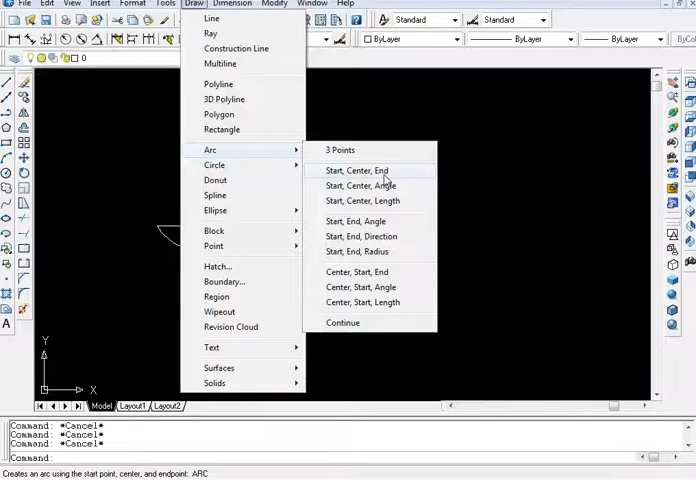 File Edit View Insert Format Tools Draw Dimension Modify Window Help
Standard Standard
0 ByLayer ByLayer ByLayer ByCol
Line
Ray
Construction Line
Multiline
Polyline
3D Polyline
Polygon
Rectangle
Arc
Circle
Donut
Spline
Ellipse
Block
Point
Hatch...
Boundary...
Region
Wipeout
Revision Cloud
Text
Surfaces
Solids
3 Points
Start, Center, End
Start, Center, Angle
Start, Center, Length
Start, End, Angle
Start, End, Direction
Start, End, Radius
Center, Start, End
Center, Start, Angle
Center, Start, Length
Continue
A
Y
X
Model Layout1 Layout2
Command: *Cancel*
Command: *Cancel*
Command: *Cancel*
Command:
Creates an arc using the start point, center, and endpoint: ARC